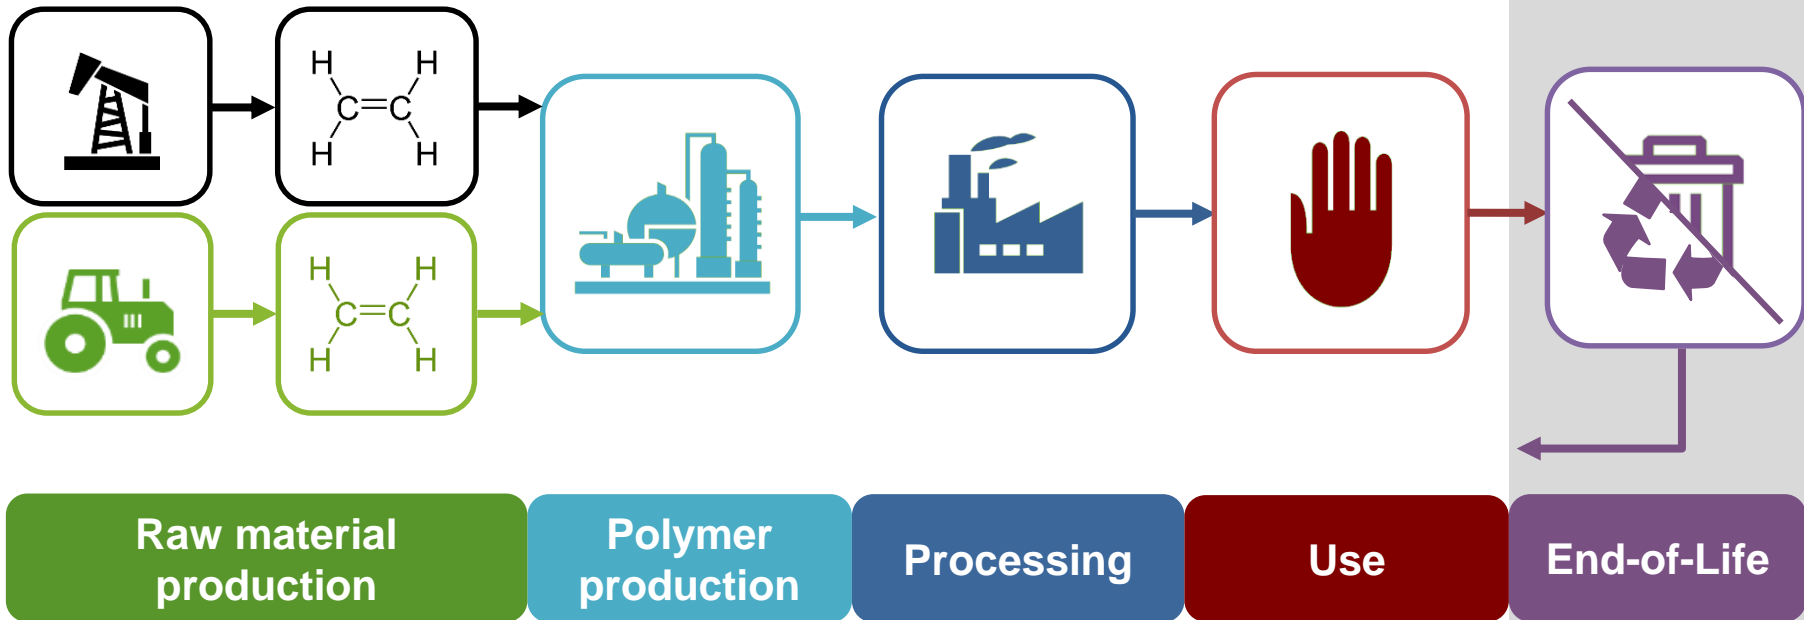 H H
C=C
H H
H H
C=C
H H
Raw material
production
Polymer
production
Processing
Use
End-of-Life